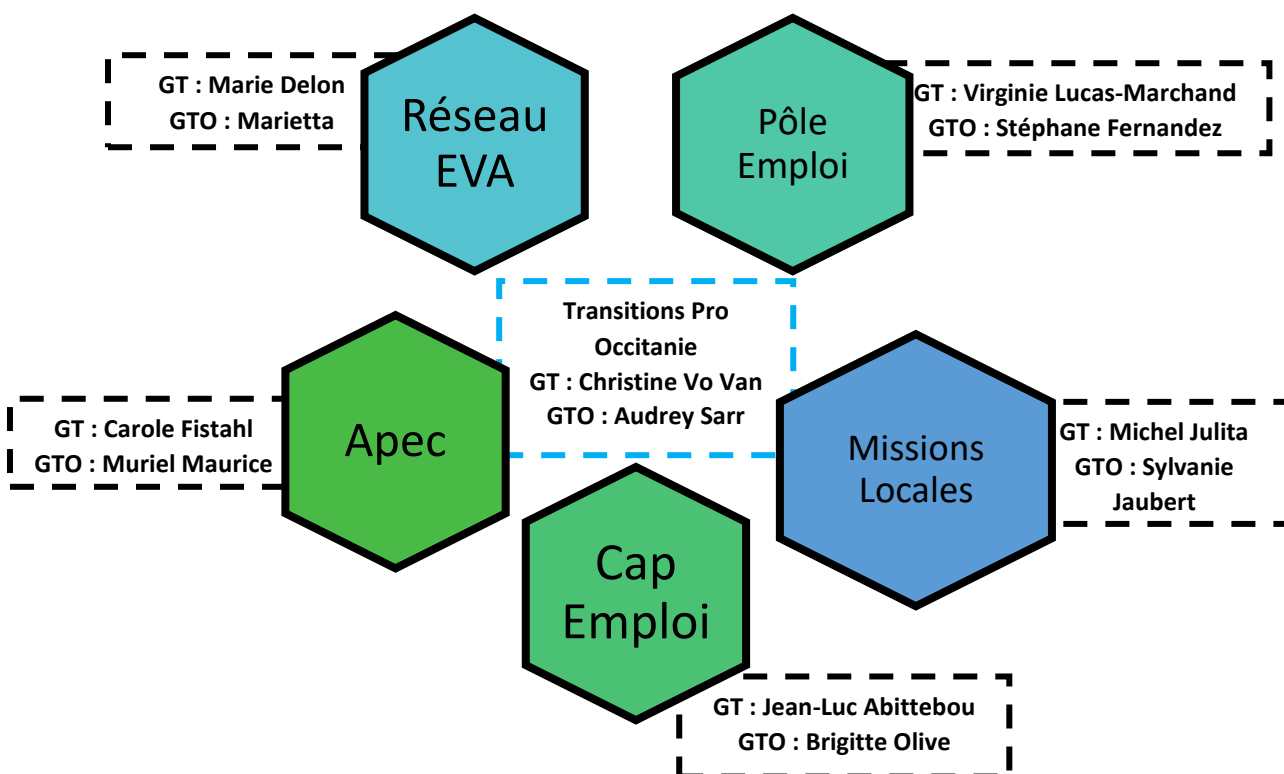 GT : Marie Delon
GTO : Marietta
Réseau
EVA
Pôle
Emploi
GT : Virginie Lucas-Marchand
GTO : Stéphane Fernandez
Transitions Pro
Occitanie
GT : Christine Vo Van
GTO : Audrey Sarr
GT : Carole Fistahl
GTO : Muriel Maurice
Apec
Missions
Locales
GT : Michel Julita
GTO : Sylvanie
Jaubert
Cap
Emploi
GT : Jean-Luc Abittebou
GTO : Brigitte Olive